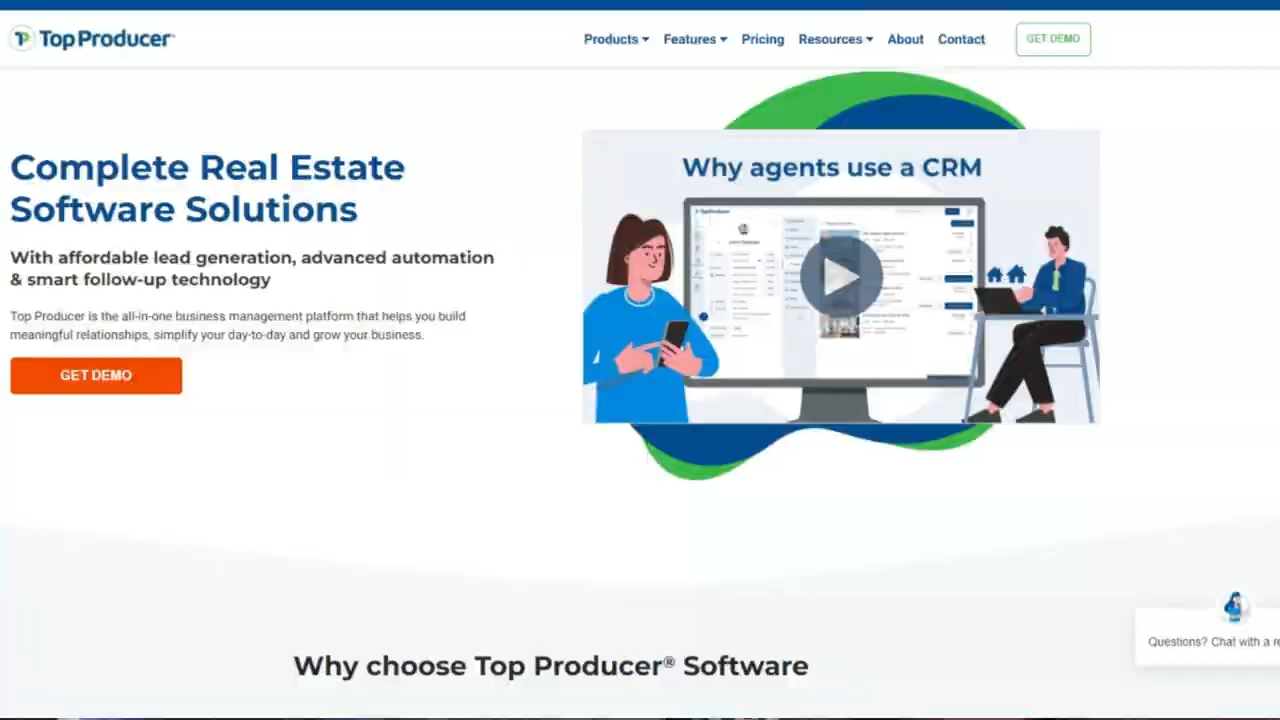 Top Producer
Products
Features
Pricing
Resources
About
Contact
GET DEMO
Complete Real Estate
Software Solutions
With affordable lead generation, advanced automation
& smart follow-up technology
Top Producer is the all-in-one business management platform that helps you build
meaningful relationships, simplify your day-to-day and grow your business.
GET DEMO
Why agents use a CRM
TopProducer
Questions? Chat with a re
Why choose Top Producer® Software